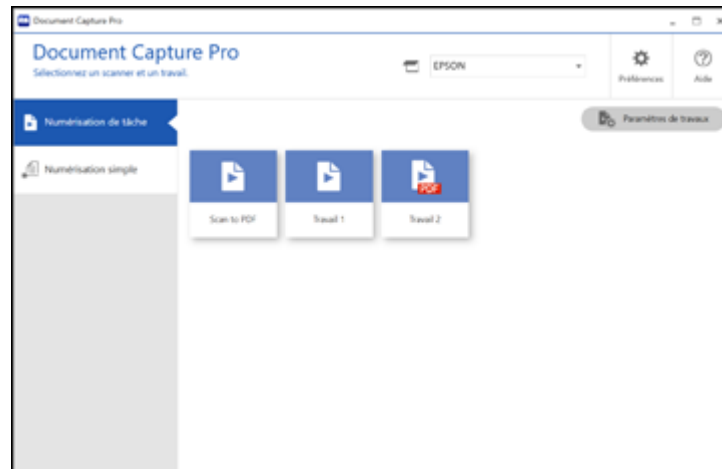 Document Capture Pro
Document Capture Pro
Sélectionnez un scanner et un travail.
EPSON
Préférences
Aide
Numérisation de tâche
Paramètres de travaux
Numérisation simple
Scan to PDF
Travail 1
PDF
Travail 2